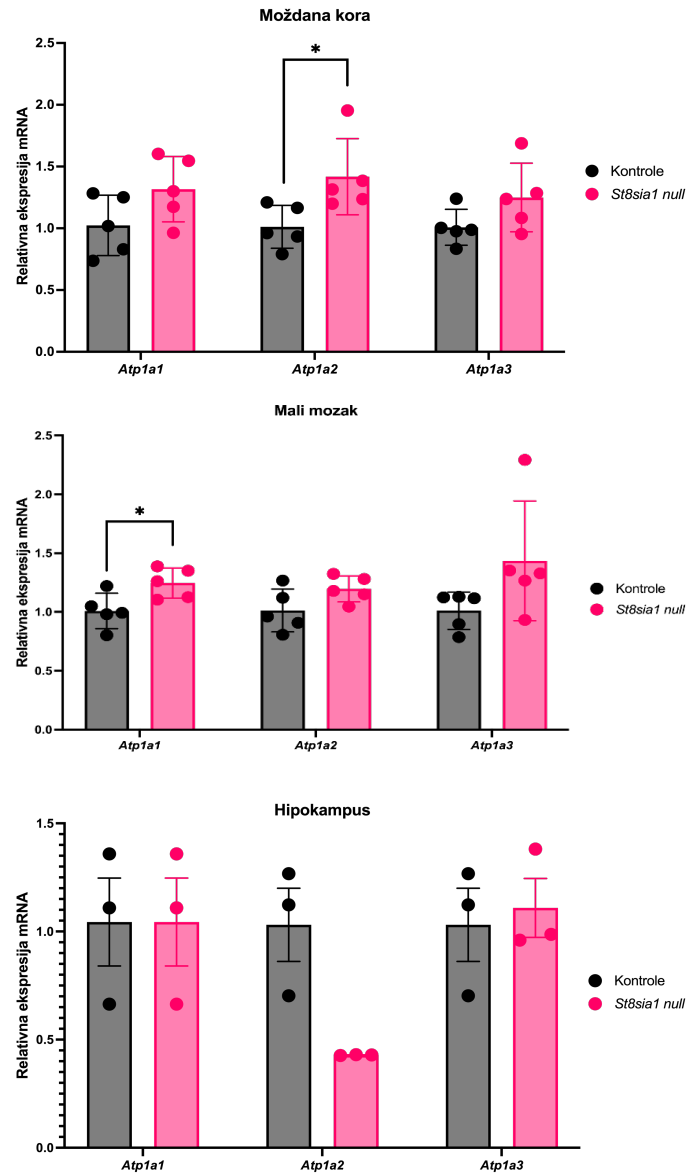 Moždana kora
Relativna ekspresija mRNA
2.5
2.0
1.5
1.0
0.5
0.0
*
Atp1a1
Atp1a2
Atp1a3
Kontrole
St8sia1 null
Mali mozak
Relativna ekspresija mRNA
2.5
2.0
1.5
1.0
0.5
0.0
*
Atp1a1
Atp1a2
Atp1a3
Kontrole
St8sia1 null
Hipokampus
Relativna ekspresija mRNA
1.5
1.0
0.5
0.0
Atp1a1
Atp1a2
Atp1a3
Kontrole
St8sia1 null